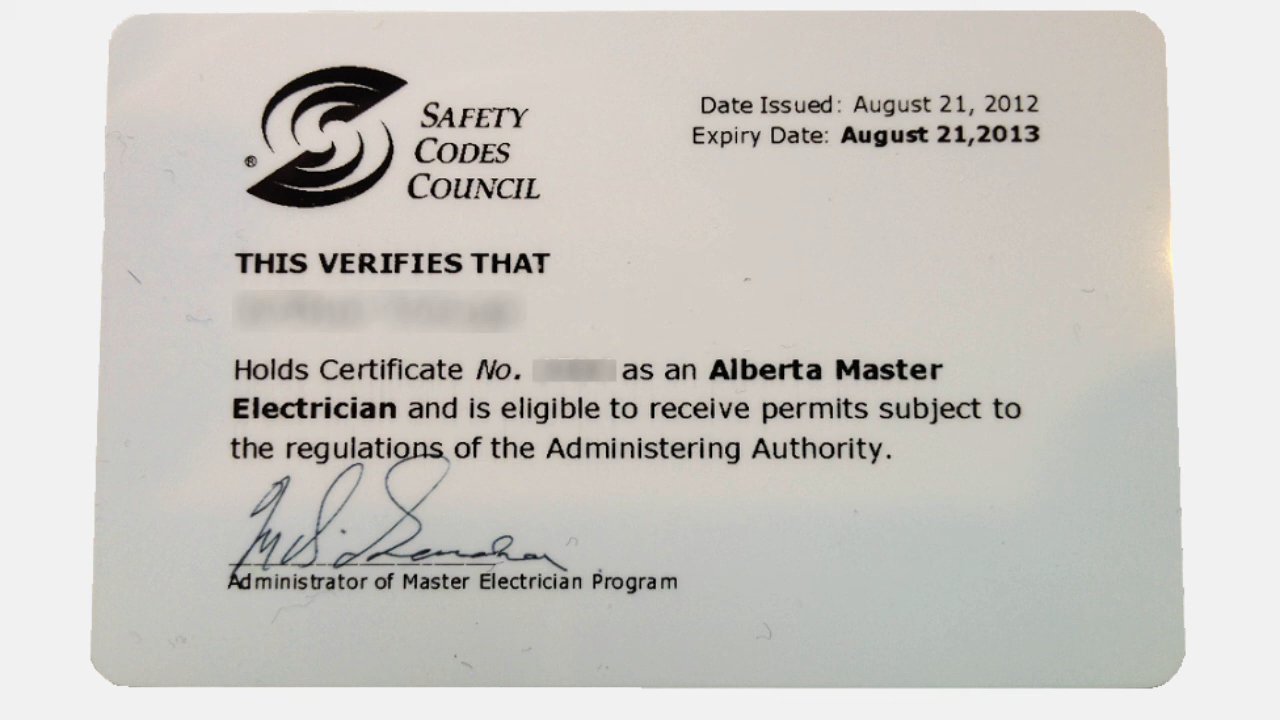 SAFETY
CODES
COUNCIL
®
Date Issued: August 21, 2012
Expiry Date: August 21,2013
THIS VERIFIES THAT
Holds Certificate No. as an Alberta Master
Electrician and is eligible to receive permits subject to
the regulations of the Administering Authority.
Administrator of Master Electrician Program